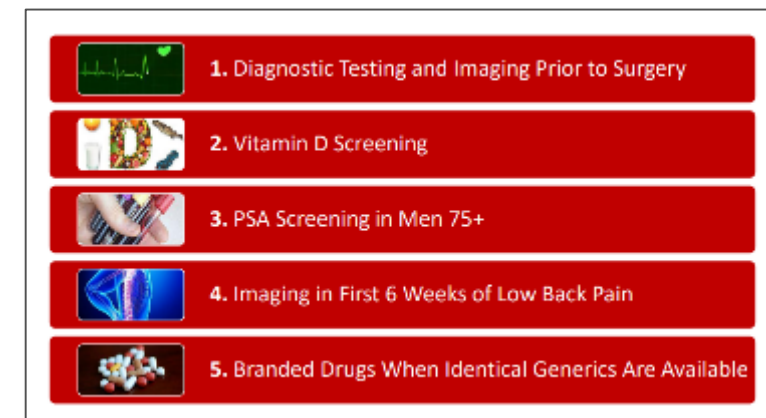 1. Diagnostic Testing and Imaging Prior to Surgery
2. Vitamin D Screening
3. PSA Screening in Men 75+
4. Imaging in First 6 Weeks of Low Back Pain
5. Branded Drugs When Identical Generics Are Available